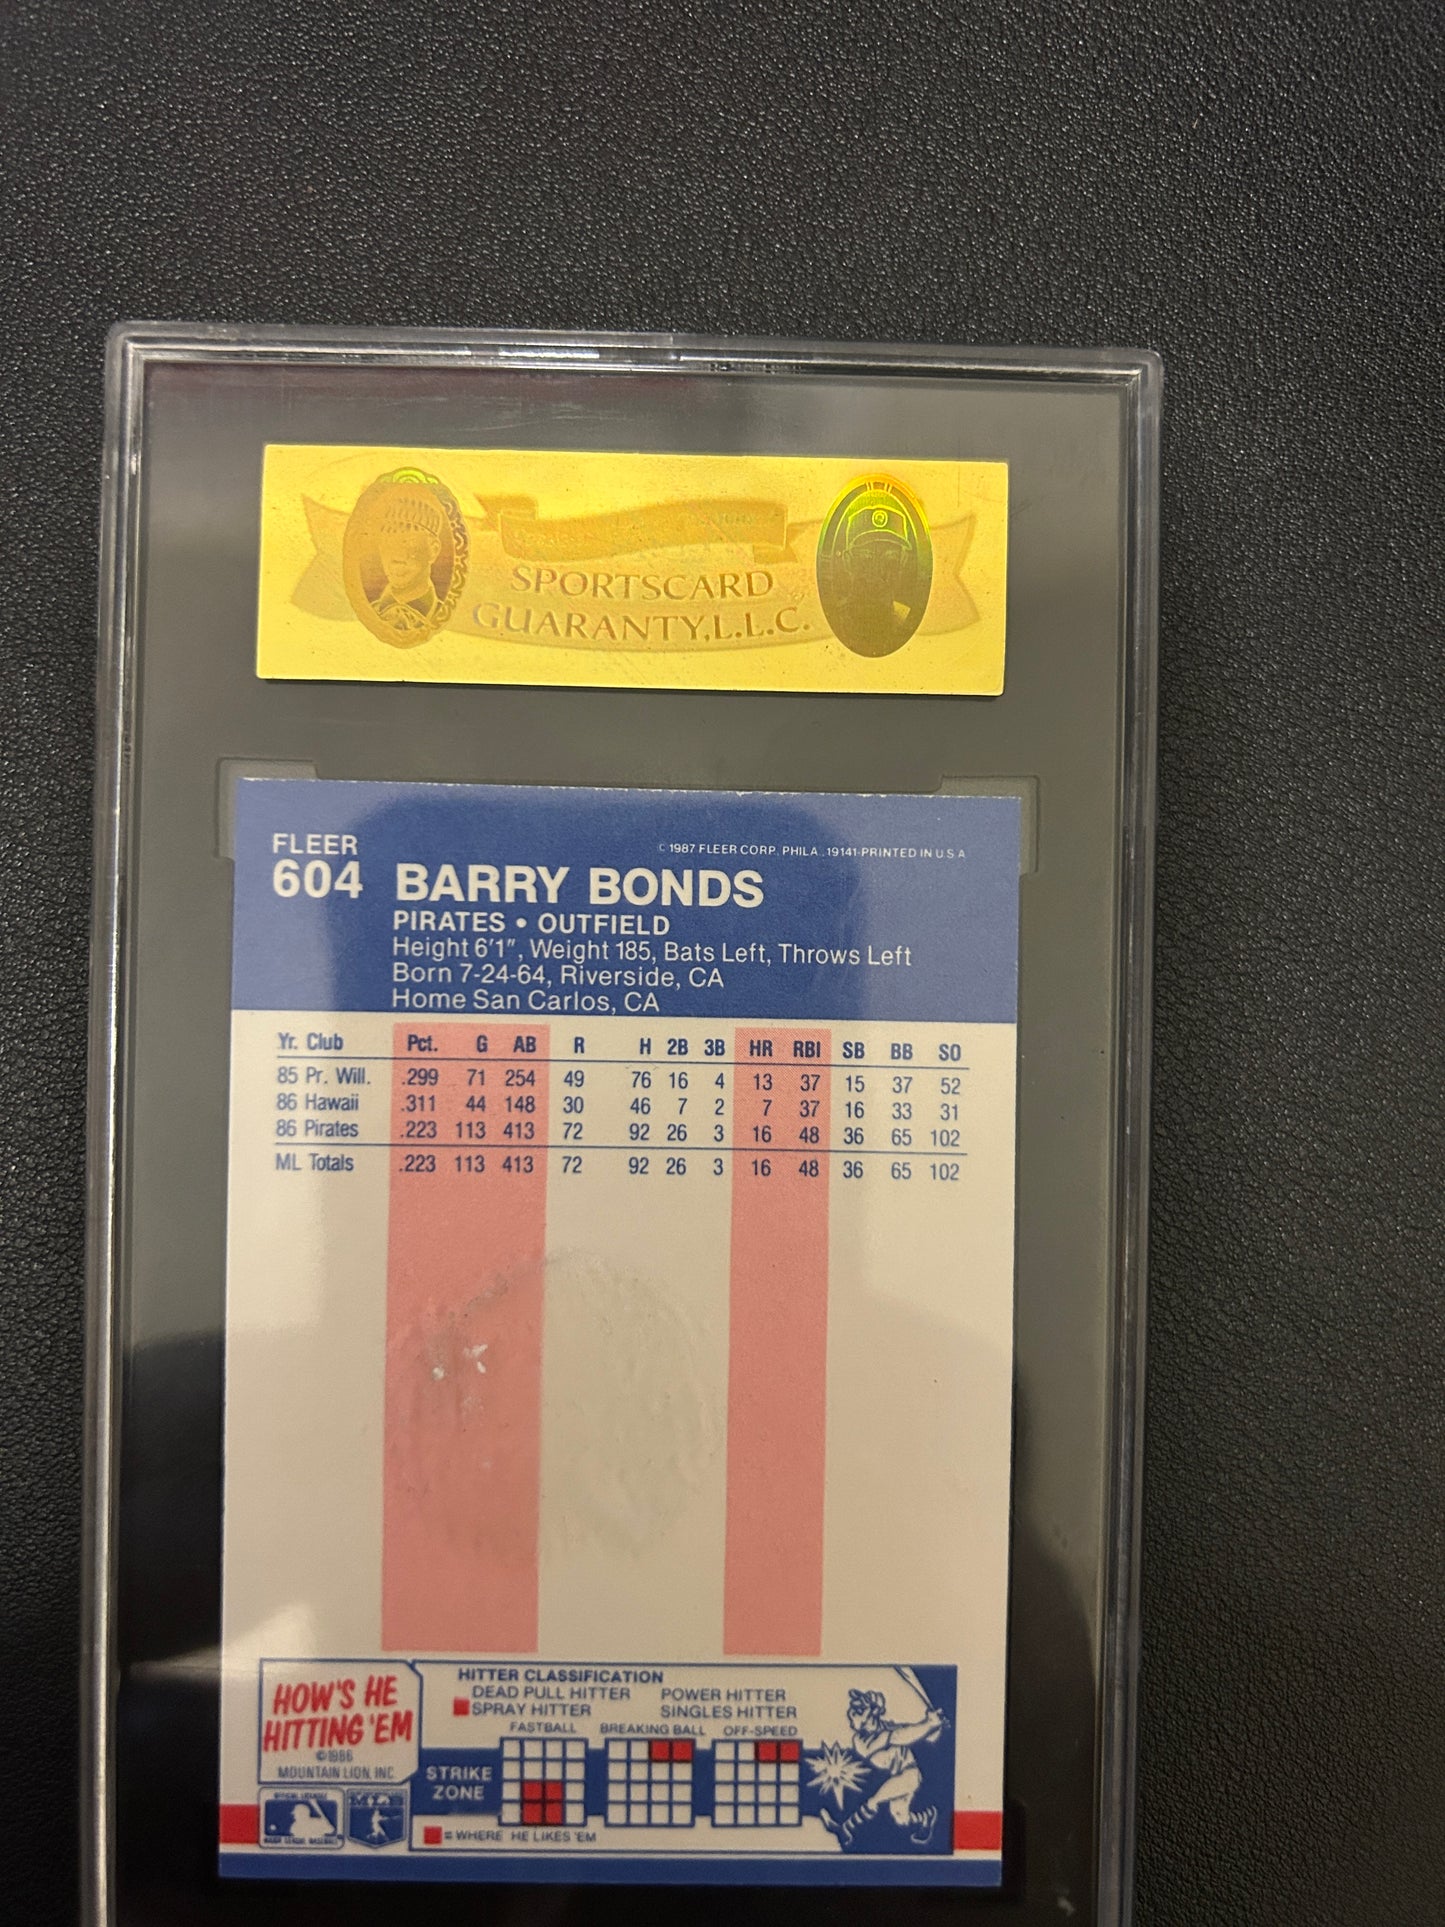 SPORTSCARD
GUARANTY, L.L.C.
FLEER
604 BARRY BONDS
© 1987 FLEER CORP. PHILA., 19141-PRINTED IN U S A
PIRATES • OUTFIELD
Height 6'1", Weight 185, Bats Left, Throws Left
Born 7-24-64, Riverside, CA
Home San Carlos, CA
Yr. Club Pct. G AB R H 2B 3B HR RBI SB BB SO
85 Pr. Will. .299 71 254 49 76 16 4 13 37 15 37 52
86 Hawaii .311 44 148 30 46 7 2 7 37 16 33 31
86 Pirates .223 113 413 72 92 26 3 16 48 36 65 102
ML Totals .223 113 413 72 92 26 3 16 48 36 65 102
HOW'S HE
HITTING 'EM
©1986
MOUNTAIN LION, INC.
HITTER CLASSIFICATION
DEAD PULL HITTER POWER HITTER
SPRAY HITTER SINGLES HITTER
FASTBALL BREAKING BALL OFF-SPEED
STRIKE
ZONE
= WHERE HE LIKES 'EM
MAJOR LEAGUE BASEBALL